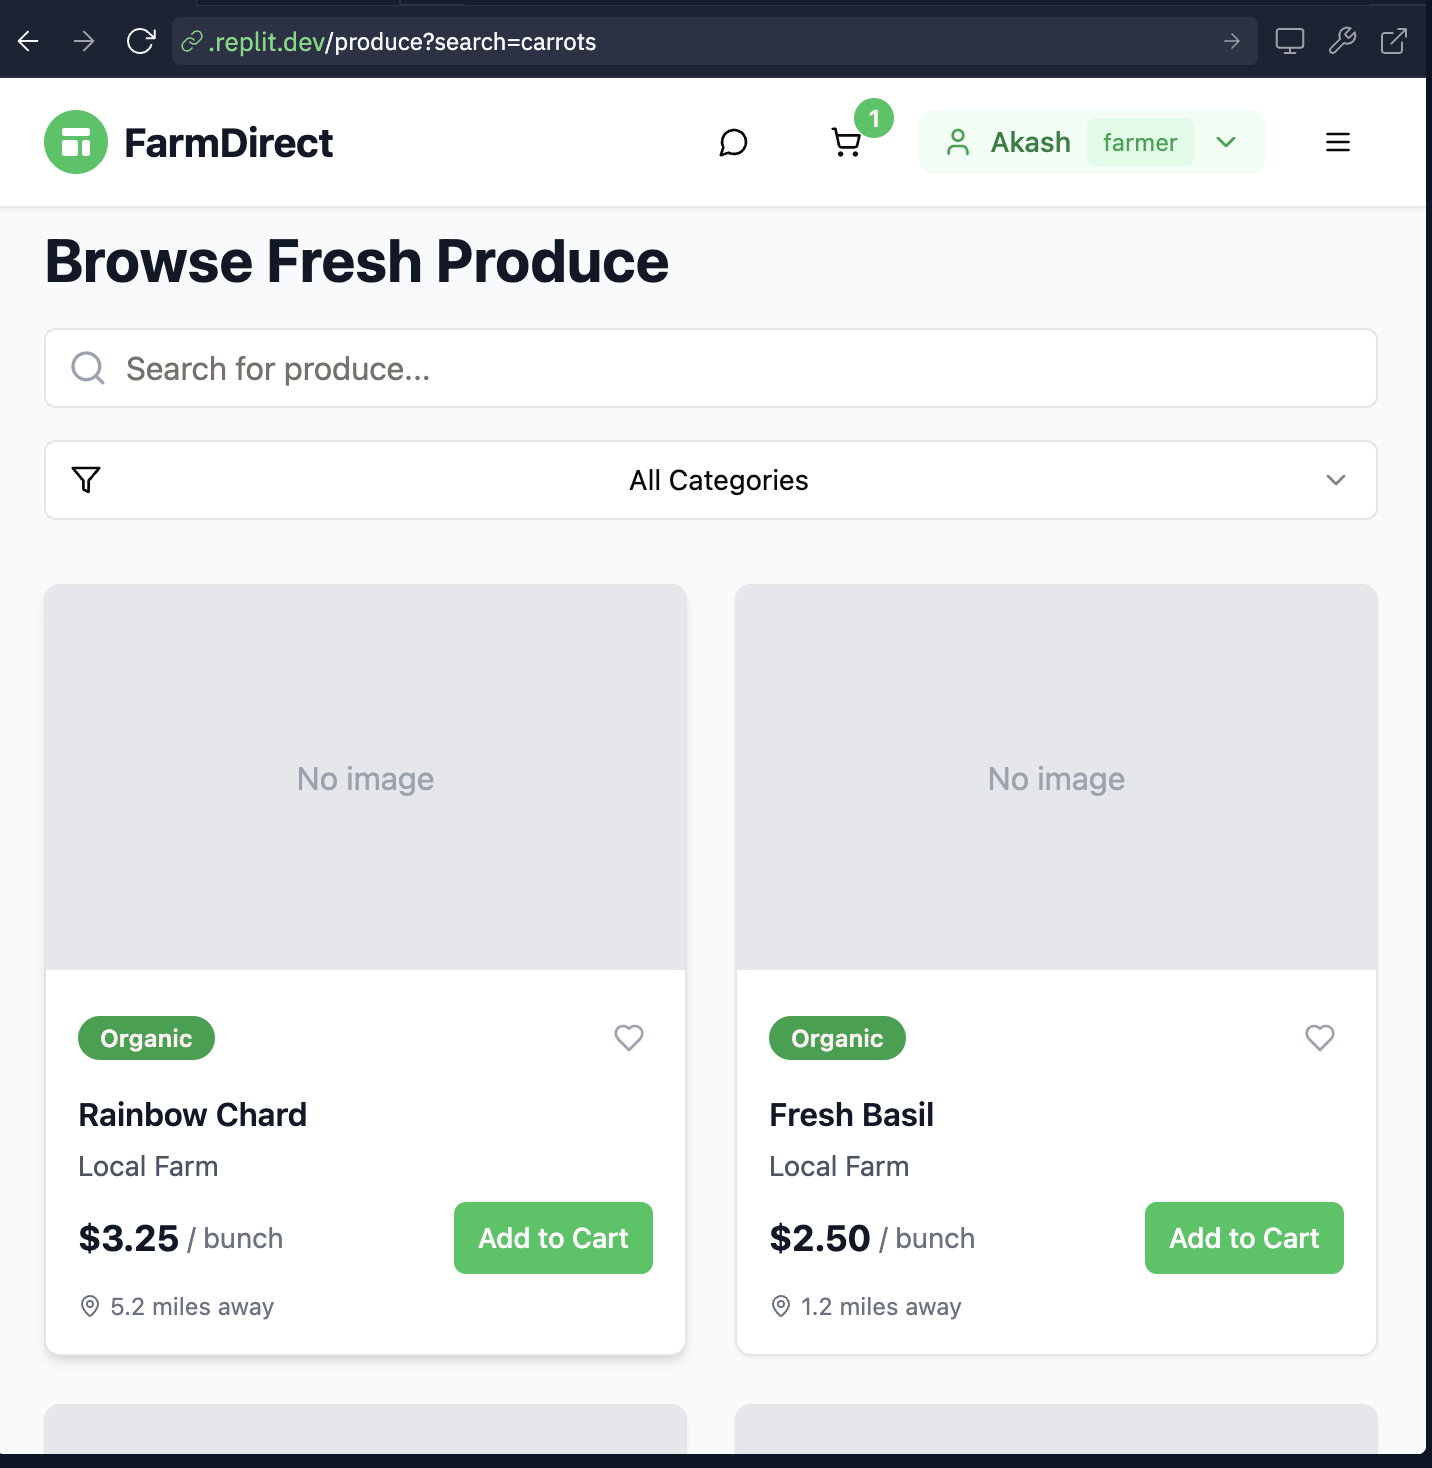 .replit.dev/produce?search=carrots
FarmDirect
1
Akash farmer
Browse Fresh Produce
Search for produce...
All Categories
No image
No image
Organic
Rainbow Chard
Local Farm
$3.25 / bunch
Add to Cart
5.2 miles away
Organic
Fresh Basil
Local Farm
$2.50 / bunch
Add to Cart
1.2 miles away